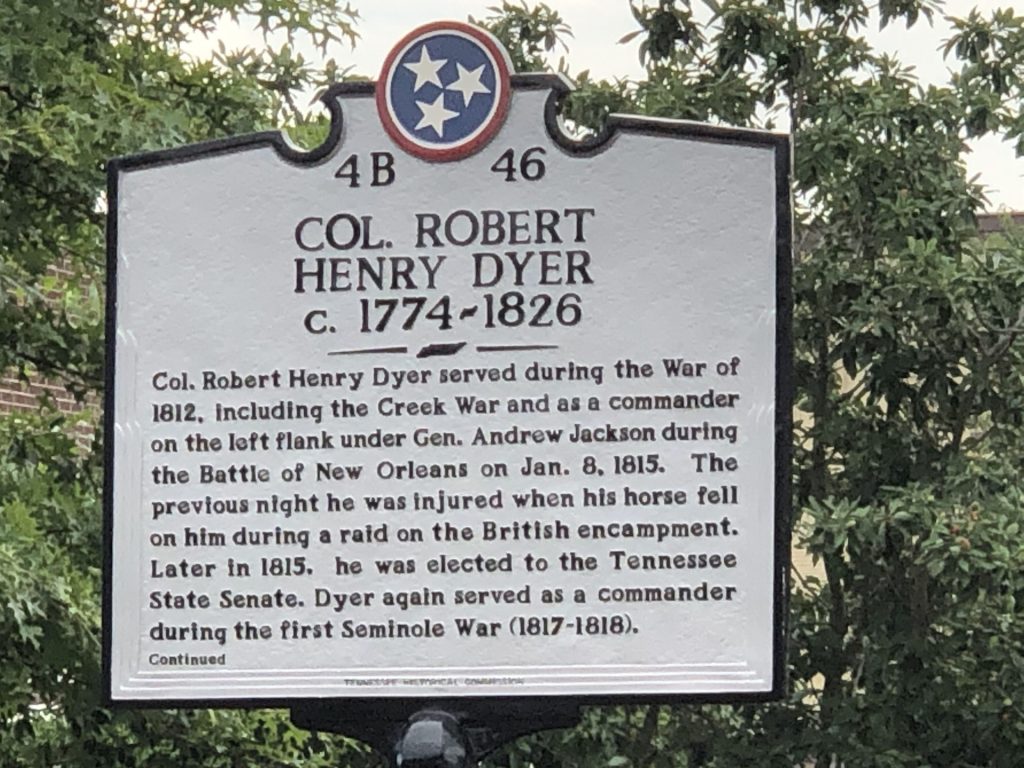 4B 46
COL. ROBERT
HENRY DYER
c. 1774~1826
Col. Robert Henry Dyer served during the War of
1812, including the Creek War and as a commander
on the left flank under Gen. Andrew Jackson during
the Battle of New Orleans on Jan. 8, 1815. The
previous night he was injured when his horse fell
on him during a raid on the British encampment.
Later in 1815, he was elected to the Tennessee
State Senate. Dyer again served as a commander
during the first Seminole War (1817-1818).
Continued
TENNESSEE HISTORICAL COMMISSION